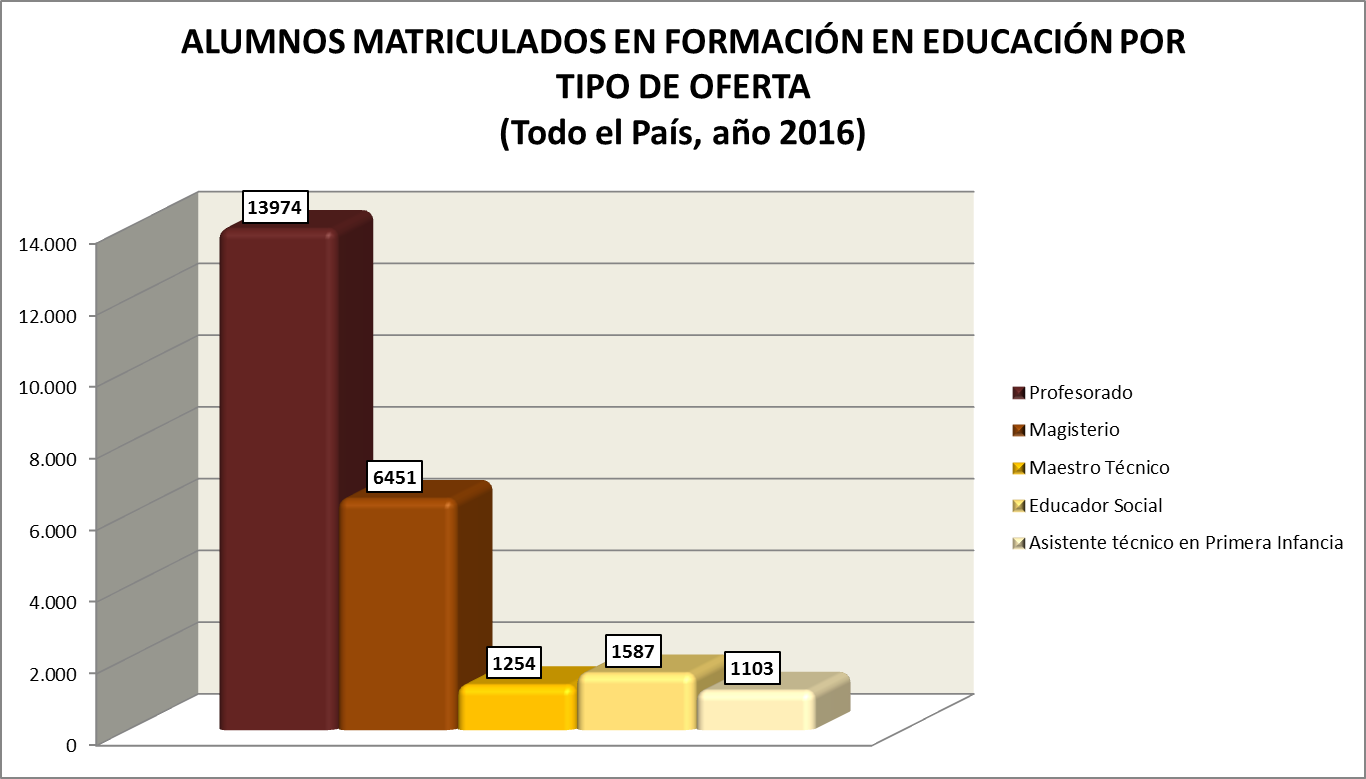 ALUMNOS MATRICULADOS EN FORMACIÓN EN EDUCACIÓN POR
TIPO DE OFERTA
(Todo el País, año 2016)
14.000
12.000
10.000
8.000
6.000
4.000
2.000
0
13974
6451
1254
1587
1103
Profesorado
Magisterio
Maestro Técnico
Educador Social
Asistente técnico en Primera Infancia